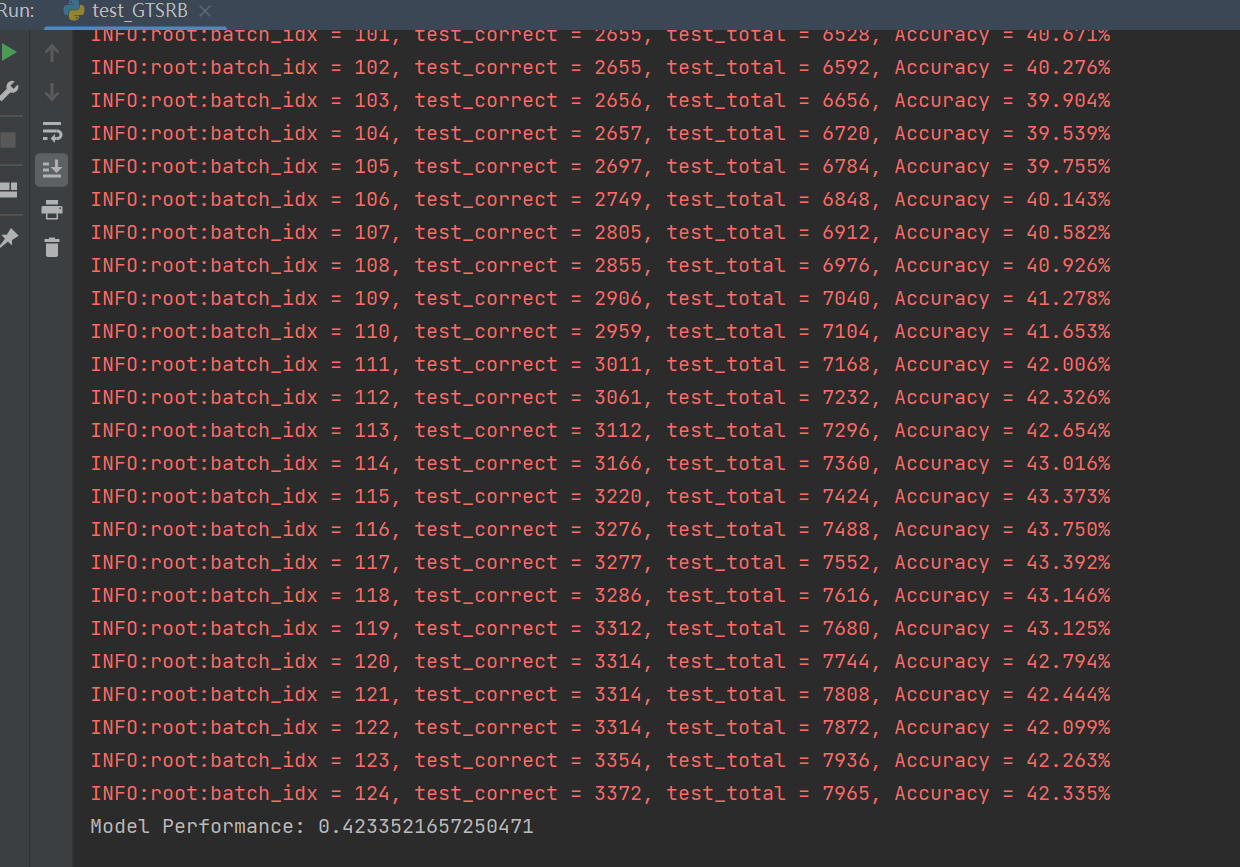 Run:
test_GTSRB
INFO:root:batch_idx = 101, test_correct = 2655, test_total = 6528, Accuracy = 40.671%
INFO:root:batch_idx = 102, test_correct = 2655, test_total = 6592, Accuracy = 40.276%
INFO:root:batch_idx = 103, test_correct = 2656, test_total = 6656, Accuracy = 39.904%
INFO:root:batch_idx = 104, test_correct = 2657, test_total = 6720, Accuracy = 39.539%
INFO:root:batch_idx = 105, test_correct = 2697, test_total = 6784, Accuracy = 39.755%
INFO:root:batch_idx = 106, test_correct = 2749, test_total = 6848, Accuracy = 40.143%
INFO:root:batch_idx = 107, test_correct = 2805, test_total = 6912, Accuracy = 40.582%
INFO:root:batch_idx = 108, test_correct = 2855, test_total = 6976, Accuracy = 40.926%
INFO:root:batch_idx = 109, test_correct = 2906, test_total = 7040, Accuracy = 41.278%
INFO:root:batch_idx = 110, test_correct = 2959, test_total = 7104, Accuracy = 41.653%
INFO:root:batch_idx = 111, test_correct = 3011, test_total = 7168, Accuracy = 42.006%
INFO:root:batch_idx = 112, test_correct = 3061, test_total = 7232, Accuracy = 42.326%
INFO:root:batch_idx = 113, test_correct = 3112, test_total = 7296, Accuracy = 42.654%
INFO:root:batch_idx = 114, test_correct = 3166, test_total = 7360, Accuracy = 43.016%
INFO:root:batch_idx = 115, test_correct = 3220, test_total = 7424, Accuracy = 43.373%
INFO:root:batch_idx = 116, test_correct = 3276, test_total = 7488, Accuracy = 43.750%
INFO:root:batch_idx = 117, test_correct = 3277, test_total = 7552, Accuracy = 43.392%
INFO:root:batch_idx = 118, test_correct = 3286, test_total = 7616, Accuracy = 43.146%
INFO:root:batch_idx = 119, test_correct = 3312, test_total = 7680, Accuracy = 43.125%
INFO:root:batch_idx = 120, test_correct = 3314, test_total = 7744, Accuracy = 42.794%
INFO:root:batch_idx = 121, test_correct = 3314, test_total = 7808, Accuracy = 42.444%
INFO:root:batch_idx = 122, test_correct = 3314, test_total = 7872, Accuracy = 42.099%
INFO:root:batch_idx = 123, test_correct = 3354, test_total = 7936, Accuracy = 42.263%
INFO:root:batch_idx = 124, test_correct = 3372, test_total = 7965, Accuracy = 42.335%
Model Performance: 0.4233521657250471